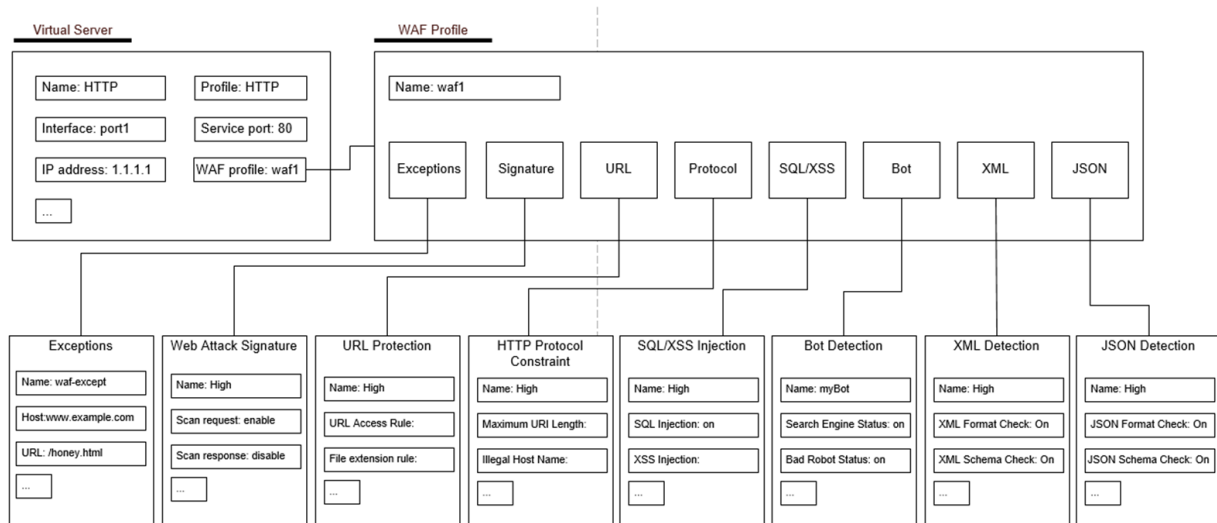 Virtual Server
WAF Profile
Name: HTTP
Profile: HTTP
Name: waf1
Interface: port1
Service port: 80
IP address: 1.1.1.1
WAF profile: waf1
...
Exceptions
Signature
URL
Protocol
SQL/XSS
Bot
XML
JSON
Exceptions
Name: waf-except
Host:www.example.com
URL: /honey.html
...
Web Attack Signature
Name: High
Scan request: enable
Scan response: disable
...
URL Protection
Name: High
URL Access Rule:
File extension rule:
...
HTTP Protocol
Constraint
Name: High
Maximum URI Length:
Illegal Host Name:
...
SQL/XSS Injection
Name: High
SQL Injection: on
XSS Injection:
...
Bot Detection
Name: myBot
Search Engine Status: on
Bad Robot Status: on
...
XML Detection
Name: High
XML Format Check: On
XML Schema Check: On
...
JSON Detection
Name: High
JSON Format Check: On
JSON Schema Check: On
...